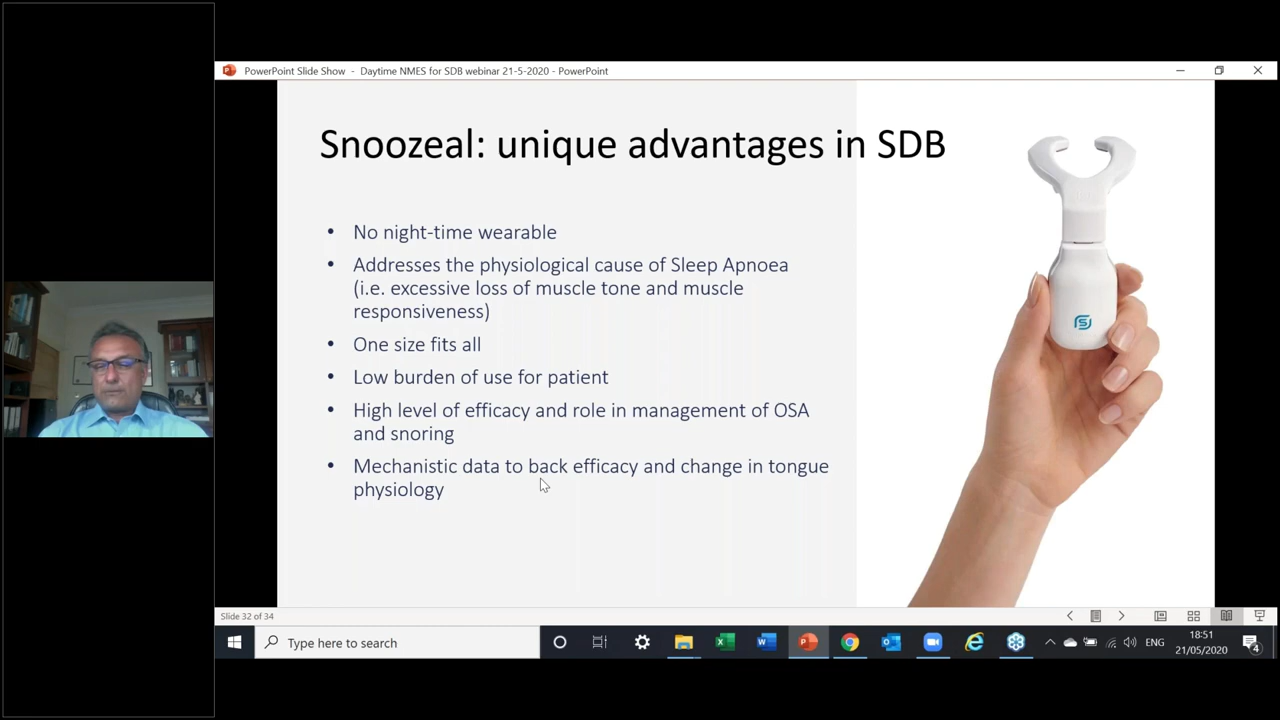 PowerPoint Slide Show - Daytime NMES for SDB webinar 21-5-2020 - PowerPoint
Snoozeal: unique advantages in SDB
• No night-time wearable
• Addresses the physiological cause of Sleep Apnoea
(i.e. excessive loss of muscle tone and muscle
responsiveness)
• One size fits all
• Low burden of use for patient
• High level of efficacy and role in management of OSA
and snoring
• Mechanistic data to back efficacy and change in tongue
physiology
Slide 32 of 34
Type here to search
ENG
18:51
21/05/2020
4